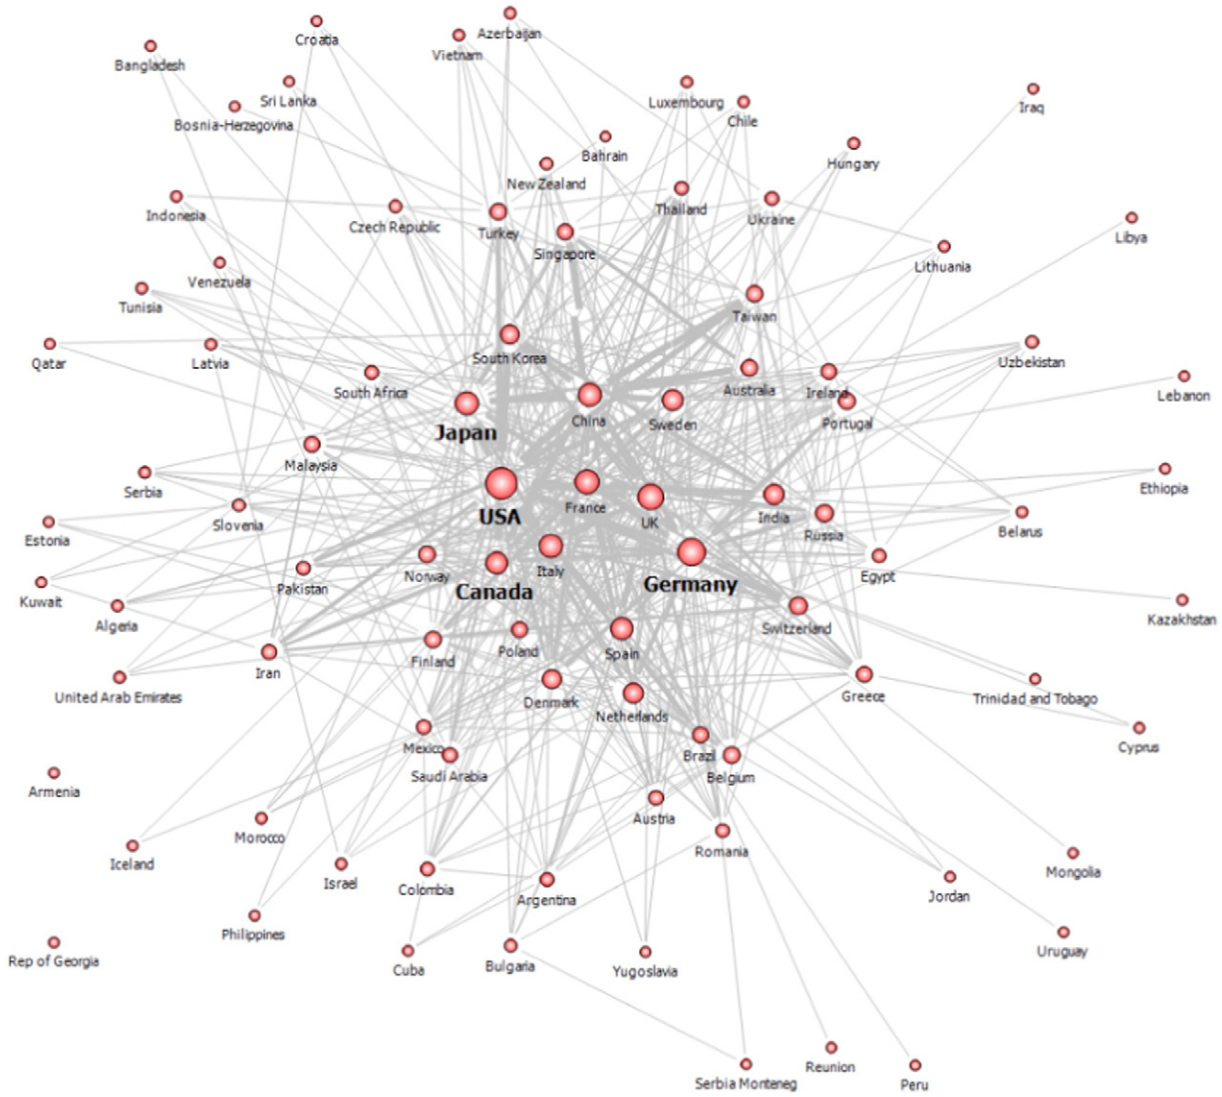 Azerbaijan
Croatia
Vietnam
Bangladesh
Sri Lanka
Luxembourg
Iraq
Chile
Bosnia-Herzegovina
Bahrain
Hungary
New Zealand
Indonesia
Thailand
Ukraine
Czech Republic
Turkey
Libya
Singapore
Lithuania
Venezuela
Tunisia
Taiwan
South Korea
Qatar
Latvia
Uzbekistan
South Africa
Australia
Ireland
Lebanon
China
Sweden
Portugal
Japan
Malaysia
Serbia
Ethiopia
USA
France
UK
India
Slovenia
Estonia
Russia
Belarus
Italy
Norway
Egypt
Germany
Pakistan
Canada
Kuwait
Algeria
Kazakhstan
Switzerland
Poland
Spain
Finland
Iran
United Arab Emirates
Denmark
Greece
Trinidad and Tobago
Netherlands
Mexico
Cyprus
Brazil
Saudi Arabia
Belgium
Armenia
Austria
Morocco
Romania
Iceland
Mongolia
Israel
Colombia
Jordan
Argentina
Philippines
Uruguay
Rep of Georgia
Cuba
Bulgaria
Yugoslavia
Reunion
Serbia Monteneg
Peru